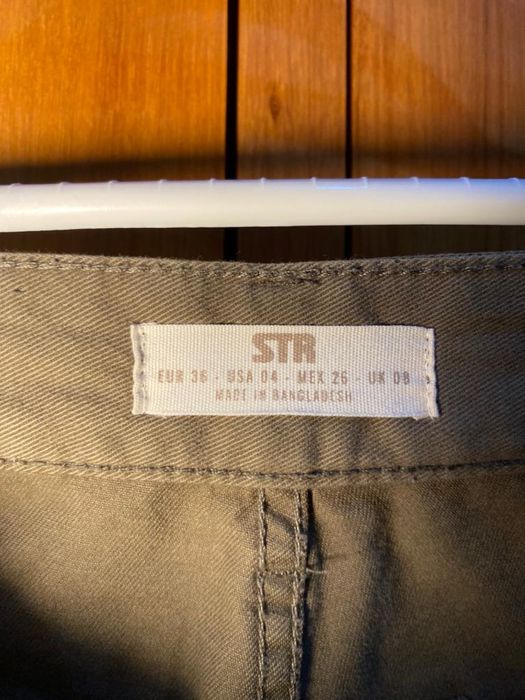 STR
EUR 36 - USA 04 - MEX 26 - UK 08
MADE IN BANGLADESH